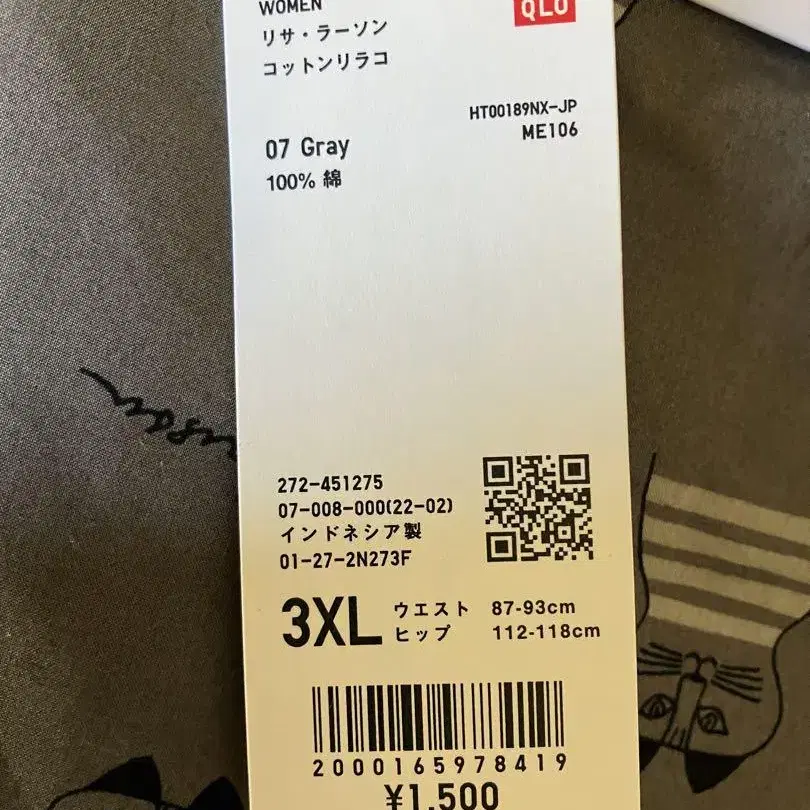 WOMEN
QLO
リサ・ラーソン
コットンリラコ
HT00189NX-JP
ME106
07 Gray
100% 綿
272-451275
07-008-000(22-02)
インドネシア製
01-27-2N273F
3XL
ウエスト 87-93cm
ヒップ 112-118cm
2000165978419
¥1,500